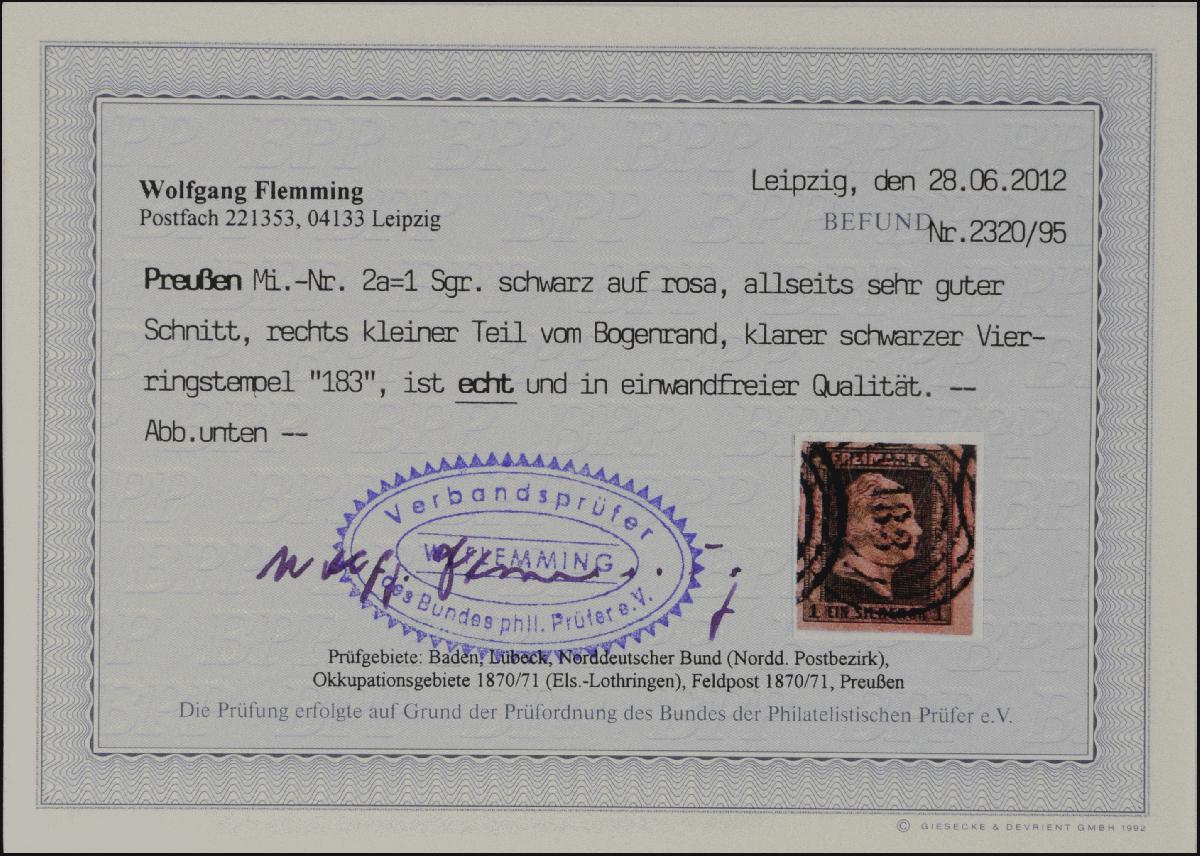 Wolfgang Flemming
Postfach 221353, 04133 Leipzig
Leipzig, den 28.06.2012
BEFUND Nr.2320/95
Preußen Mi.-Nr. 2a=1 Sgr. schwarz auf rosa, allseits sehr guter
Schnitt, rechts kleiner Teil vom Bogenrand, klarer schwarzer Vier-
ringstempel "183", ist echt und in einwandfreier Qualität. --
Abb.unten --
Verbandsprüfer
W. FLEMMING
des Bundes phil. Prüfer e.V.
FREIMARKE
183
1 EIN SILBERGR. 1
Prüfgebiete: Baden, Lübeck, Norddeutscher Bund (Nordd. Postbezirk),
Okkupationsgebiete 1870/71 (Els.-Lothringen), Feldpost 1870/71, Preußen
Die Prüfung erfolgte auf Grund der Prüfordnung des Bundes der Philatelistischen Prüfer e.V.
© GIESECKE & DEVRIENT GMBH 1992